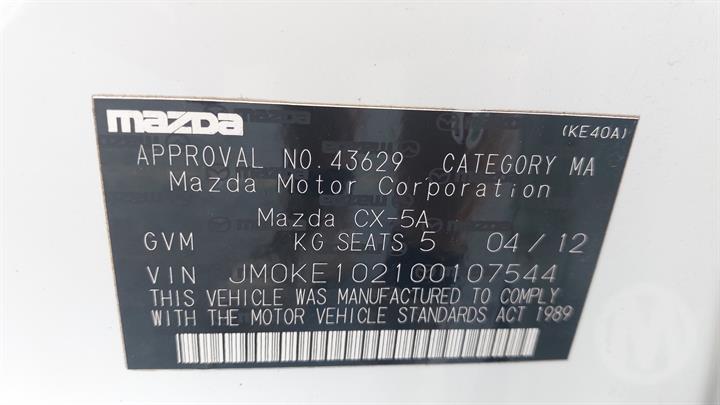 mazda
(KE40A)
APPROVAL NO.43629 CATEGORY MA
Mazda Motor Corporation
Mazda CX-5A
GVM KG SEATS 5 04/12
VIN JM0KE102100107544
THIS VEHICLE WAS MANUFACTURED TO COMPLY
WITH THE MOTOR VEHICLE STANDARDS ACT 1989